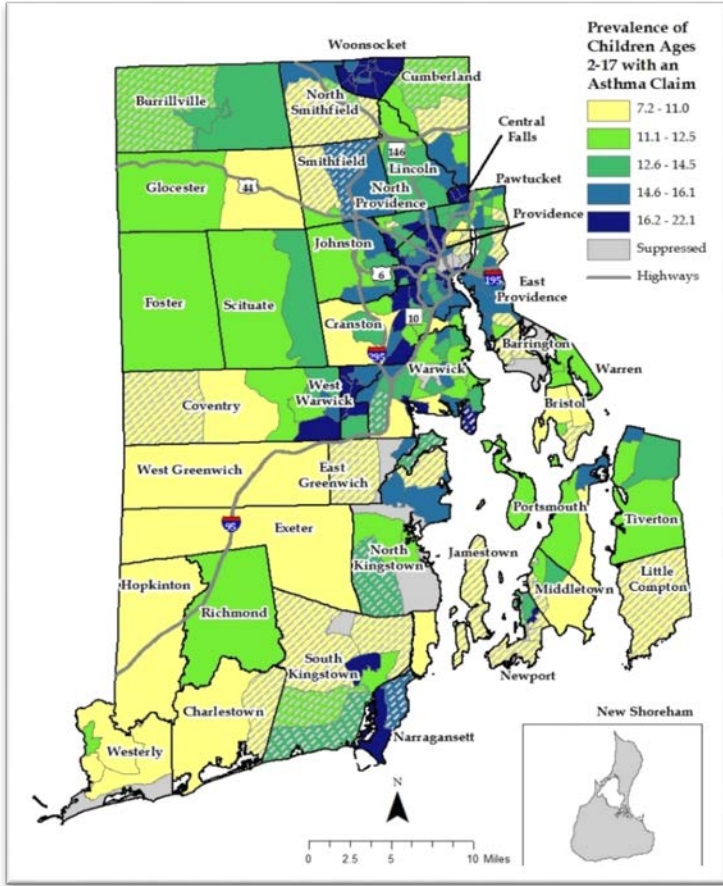 Prevalence of
Children Ages
2-17 with an
Asthma Claim
7.2 - 11.0
11.1 - 12.5
12.6 - 14.5
14.6 - 16.1
16.2 - 22.1
Suppressed
Highways
Woonsocket
Burrillville
North
Smithfield
Cumberland
Central
Falls
Smithfield
146
Lincoln
Pawtucket
Glocester
44
North
Providence
Providence
Johnston
6
195
East
Providence
Foster
Scituate
Cranston
10
295
Barrington
Warwick
Warren
West
Warwick
Bristol
Coventry
West Greenwich
East
Greenwich
Portsmouth
Tiverton
95
Exeter
North
Kingstown
Jamestown
Little
Compton
Hopkinton
Middletown
Richmond
South
Kingstown
Newport
Charlestown
New Shoreham
Westerly
Narragansett
N
0 2.5 5 10 Miles